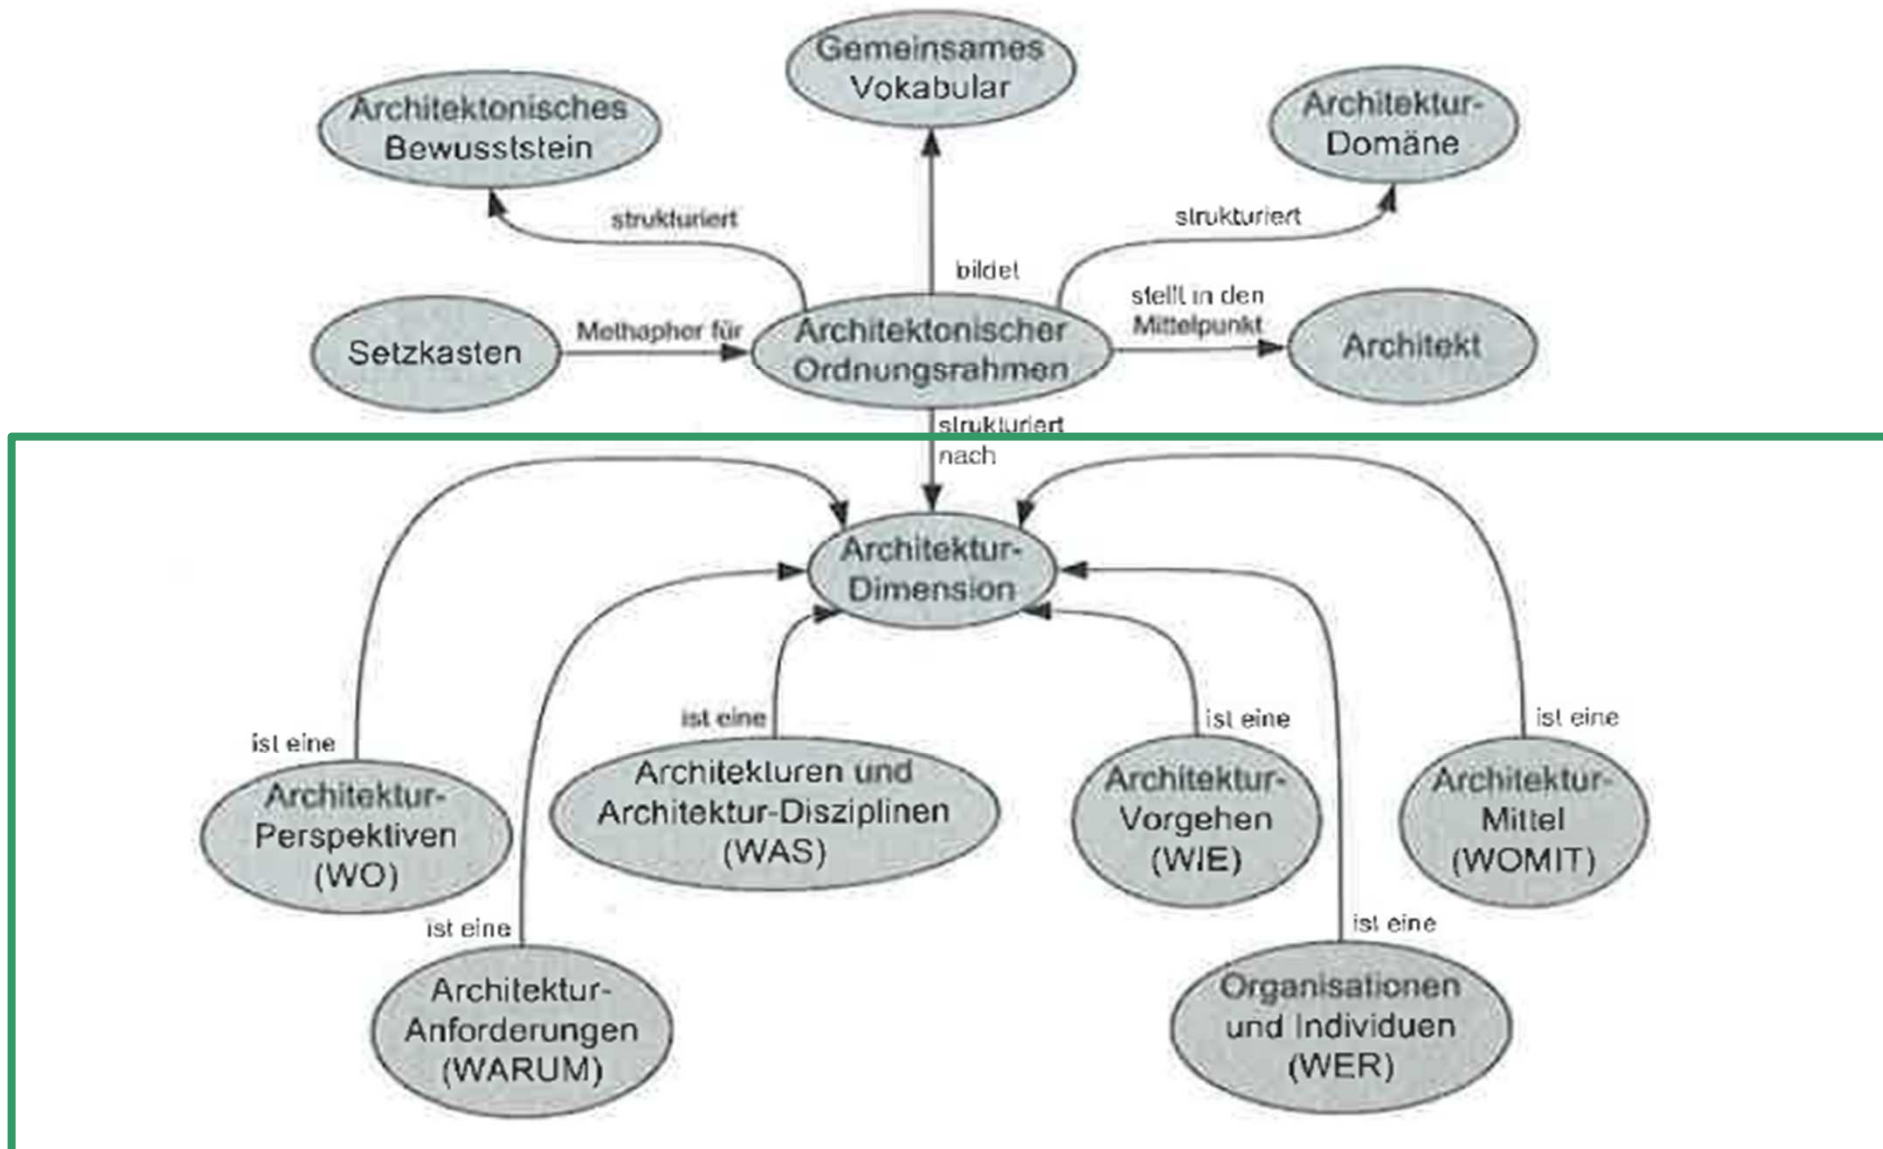 Gemeinsames
Vokabular
Architektonisches
Bewusststein
Architektur-
Domäne
strukturiert
strukturiert
bildet
stellt in den
Mittelpunkt
Setzkasten
Methapher für
Architektonischer
Ordnungsrahmen
Architekt
strukturiert
nach
Architektur-
Dimension
ist eine
ist eine
ist eine
ist eine
Architektur-
Perspektiven
(WO)
Architekturen und
Architektur-Disziplinen
(WAS)
Architektur-
Vorgehen
(WIE)
Architektur-
Mittel
(WOMIT)
ist eine
ist eine
Architektur-
Anforderungen
(WARUM)
Organisationen
und Individuen
(WER)